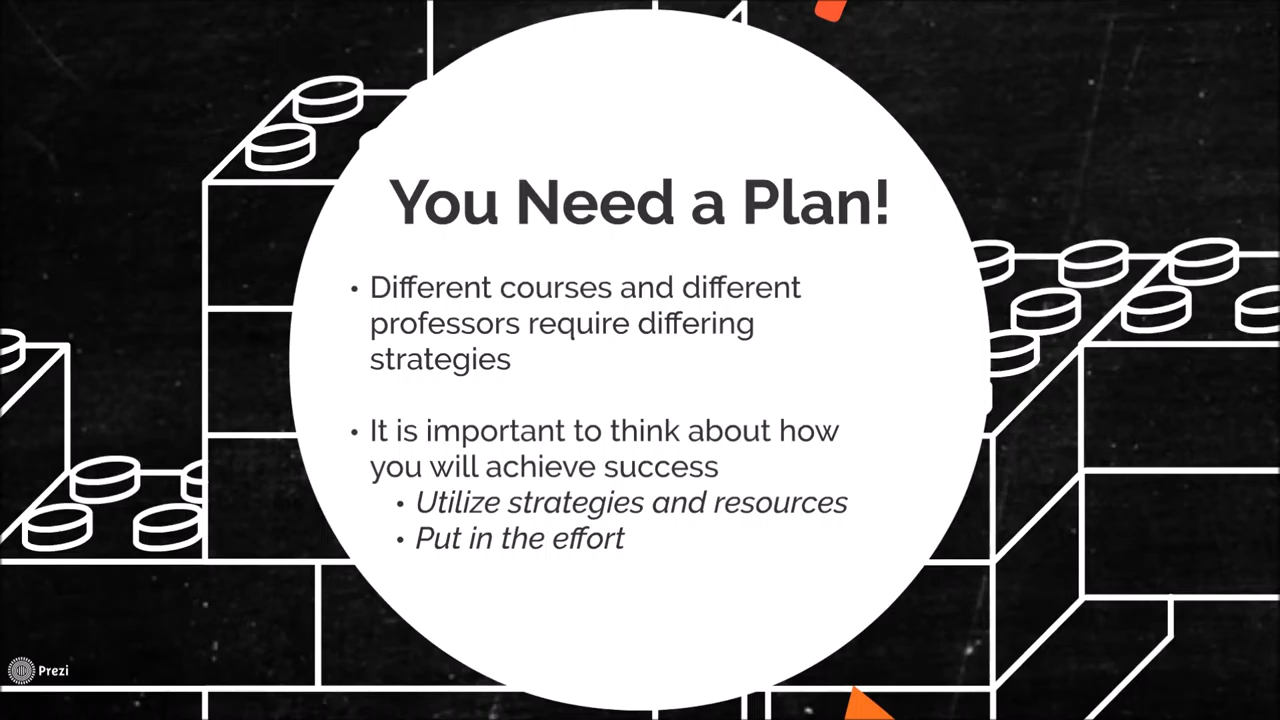 You Need a Plan!
• Different courses and different
professors require differing
strategies
• It is important to think about how
you will achieve success
• Utilize strategies and resources
• Put in the effort
Prezi